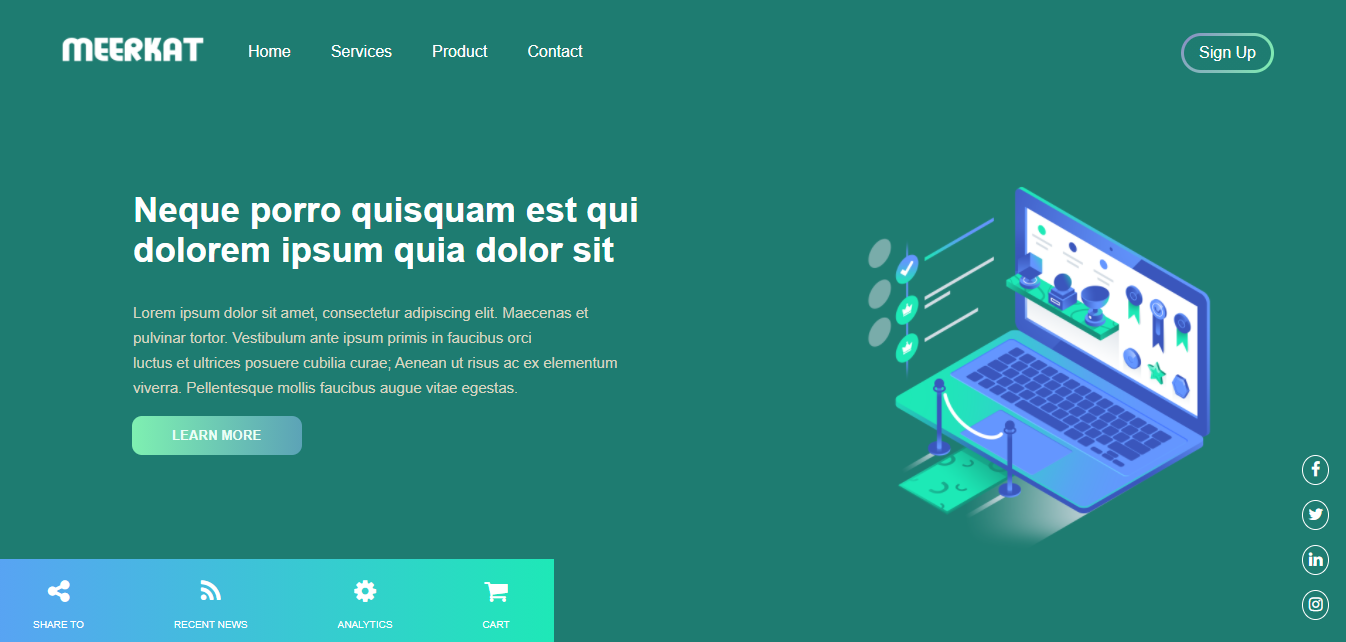 MEERKAT
Home
Services
Product
Contact
Sign Up
Neque porro quisquam est qui
dolorem ipsum quia dolor sit
Lorem ipsum dolor sit amet, consectetur adipiscing elit. Maecenas et
pulvinar tortor. Vestibulum ante ipsum primis in faucibus orci
luctus et ultrices posuere cubilia curae; Aenean ut risus ac ex elementum
viverra. Pellentesque mollis faucibus augue vitae egestas.
LEARN MORE
SHARE TO
RECENT NEWS
ANALYTICS
CART